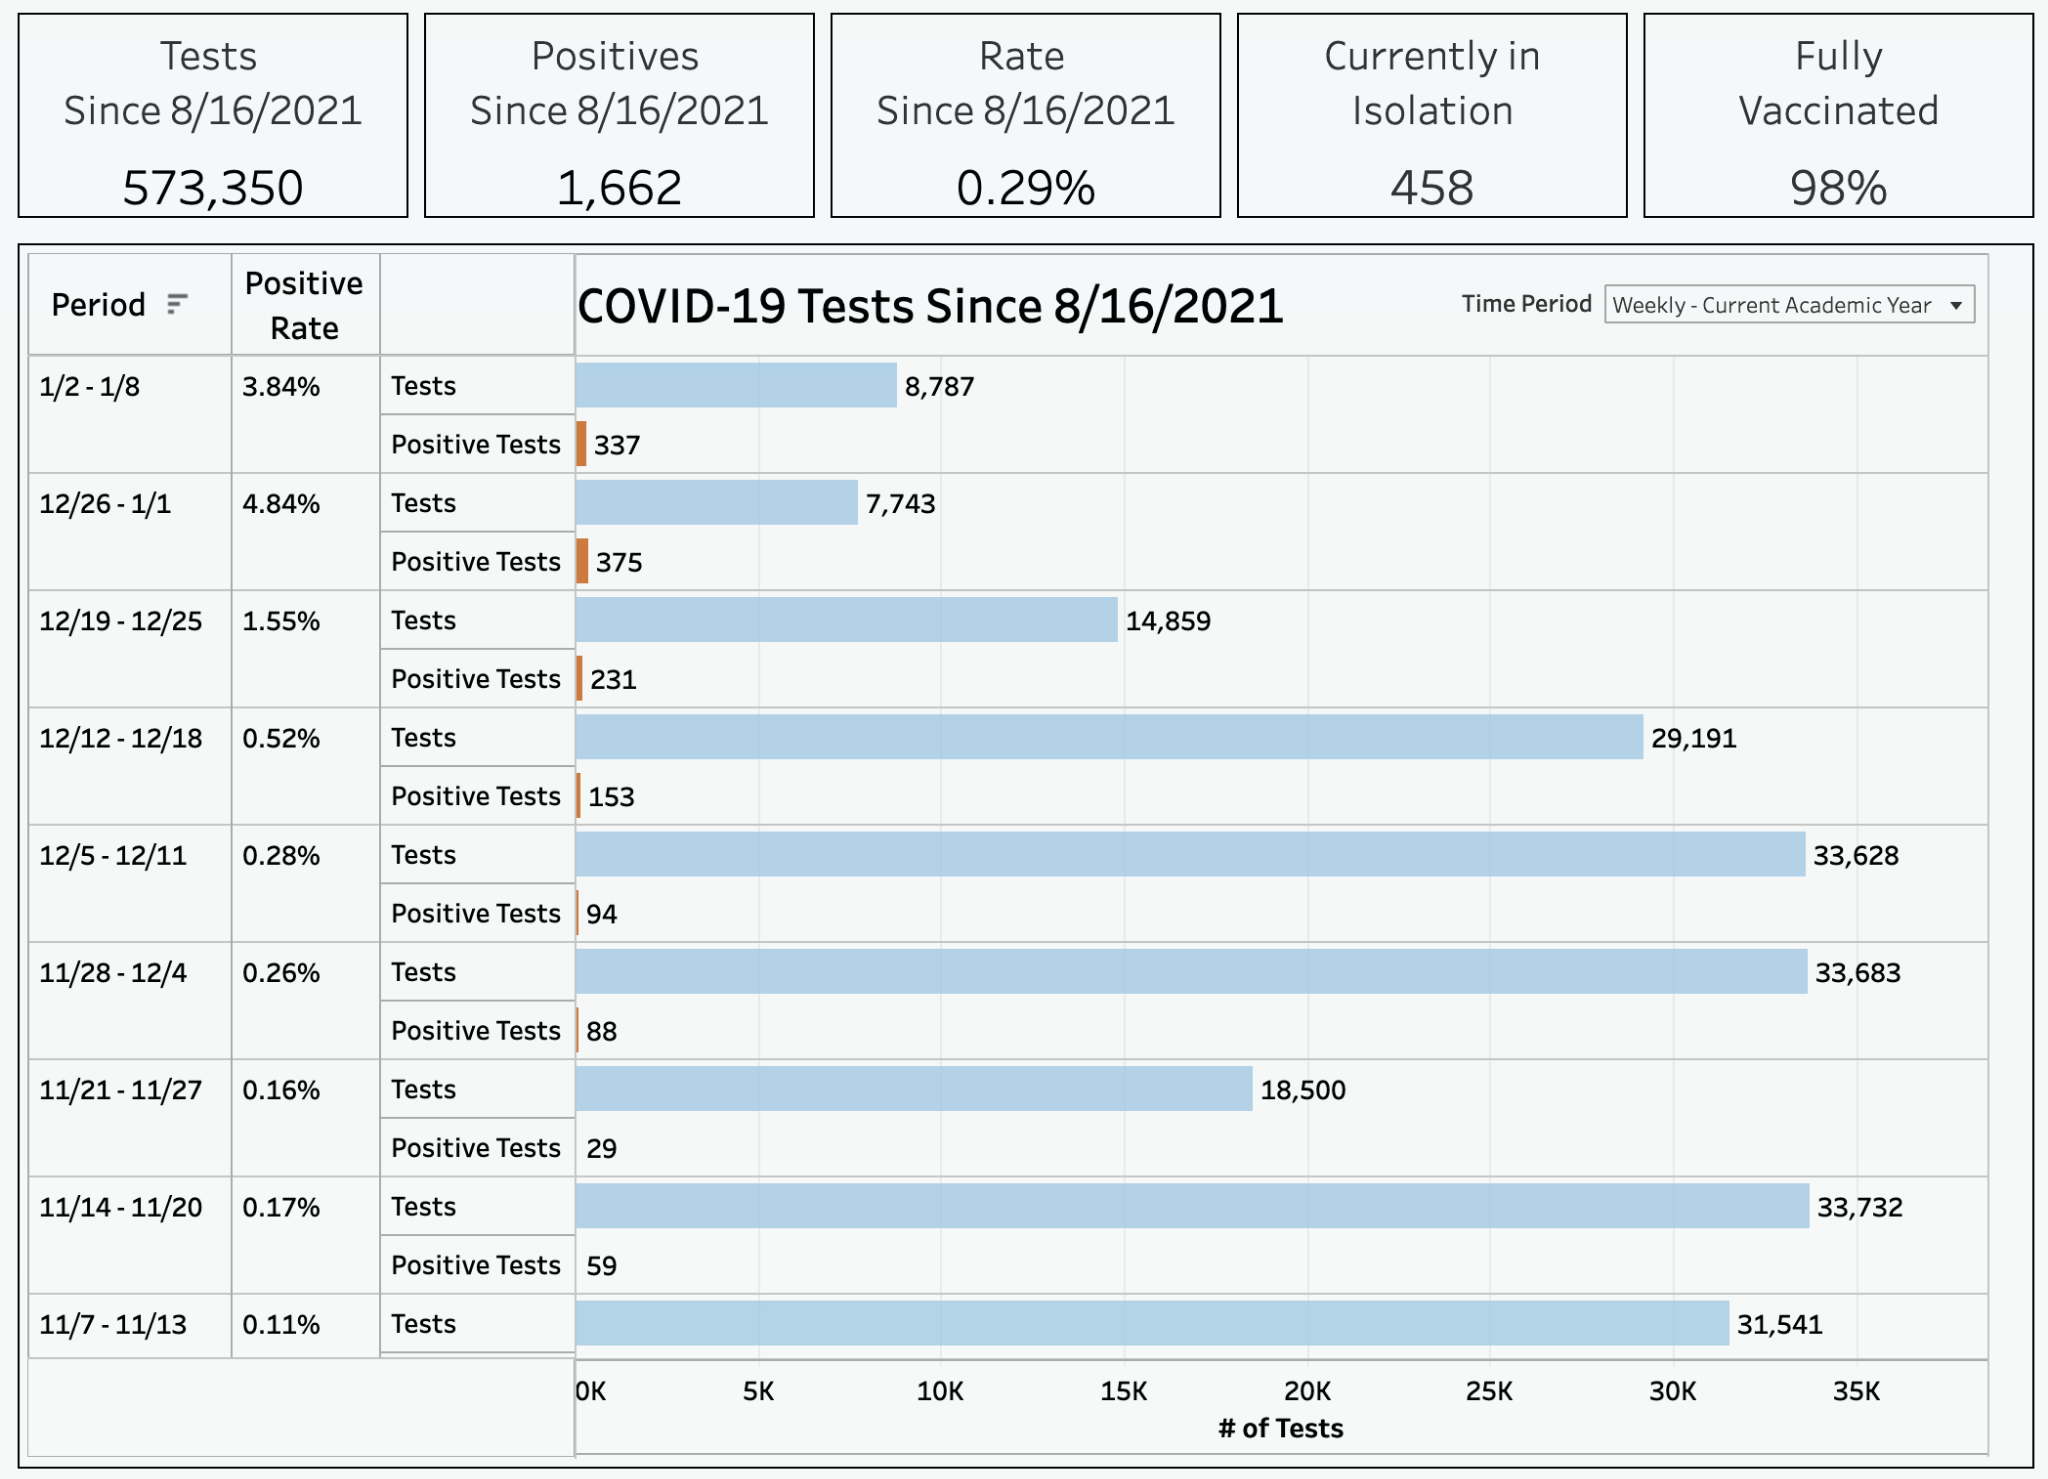 Tests
Since 8/16/2021
573,350
Positives
Since 8/16/2021
1,662
Rate
Since 8/16/2021
0.29%
Currently in
Isolation
458
Fully
Vaccinated
98%
Period
Positive
Rate
COVID-19 Tests Since 8/16/2021
Time Period
Weekly - Current Academic Year
1/2 - 1/8 3.84% Tests 8,787
Positive Tests 337
12/26 - 1/1 4.84% Tests 7,743
Positive Tests 375
12/19 - 12/25 1.55% Tests 14,859
Positive Tests 231
12/12 - 12/18 0.52% Tests 29,191
Positive Tests 153
12/5 - 12/11 0.28% Tests 33,628
Positive Tests 94
11/28 - 12/4 0.26% Tests 33,683
Positive Tests 88
11/21 - 11/27 0.16% Tests 18,500
Positive Tests 29
11/14 - 11/20 0.17% Tests 33,732
Positive Tests 59
11/7 - 11/13 0.11% Tests 31,541
0K 5K 10K 15K 20K 25K 30K 35K
# of Tests